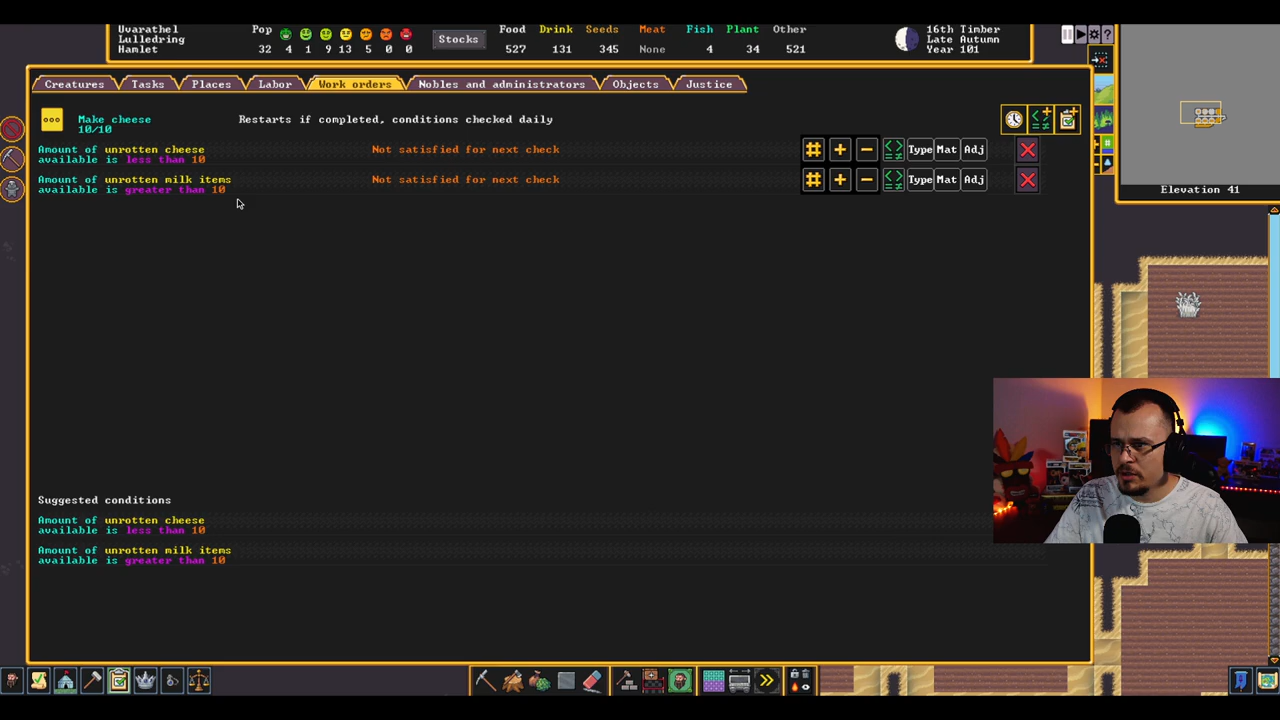 Uvarathel
Lulledring
Hamlet
Pop
32 4 1 9 13 5 0 0
Stocks
Food Drink Seeds Meat Fish Plant Other
527 131 345 None 4 34 521
16th Timber
Late Autumn
Year 101
Elevation 41
Creatures Tasks Places Labor Work orders Nobles and administrators Objects Justice
Make cheese
10/10
Restarts if completed, conditions checked daily
Amount of unrotten cheese
available is less than 10
Not satisfied for next check
Type Mat Adj
Amount of unrotten milk items
available is greater than 10
Not satisfied for next check
Type Mat Adj
Suggested conditions
Amount of unrotten cheese
available is less than 10
Amount of unrotten milk items
available is greater than 10